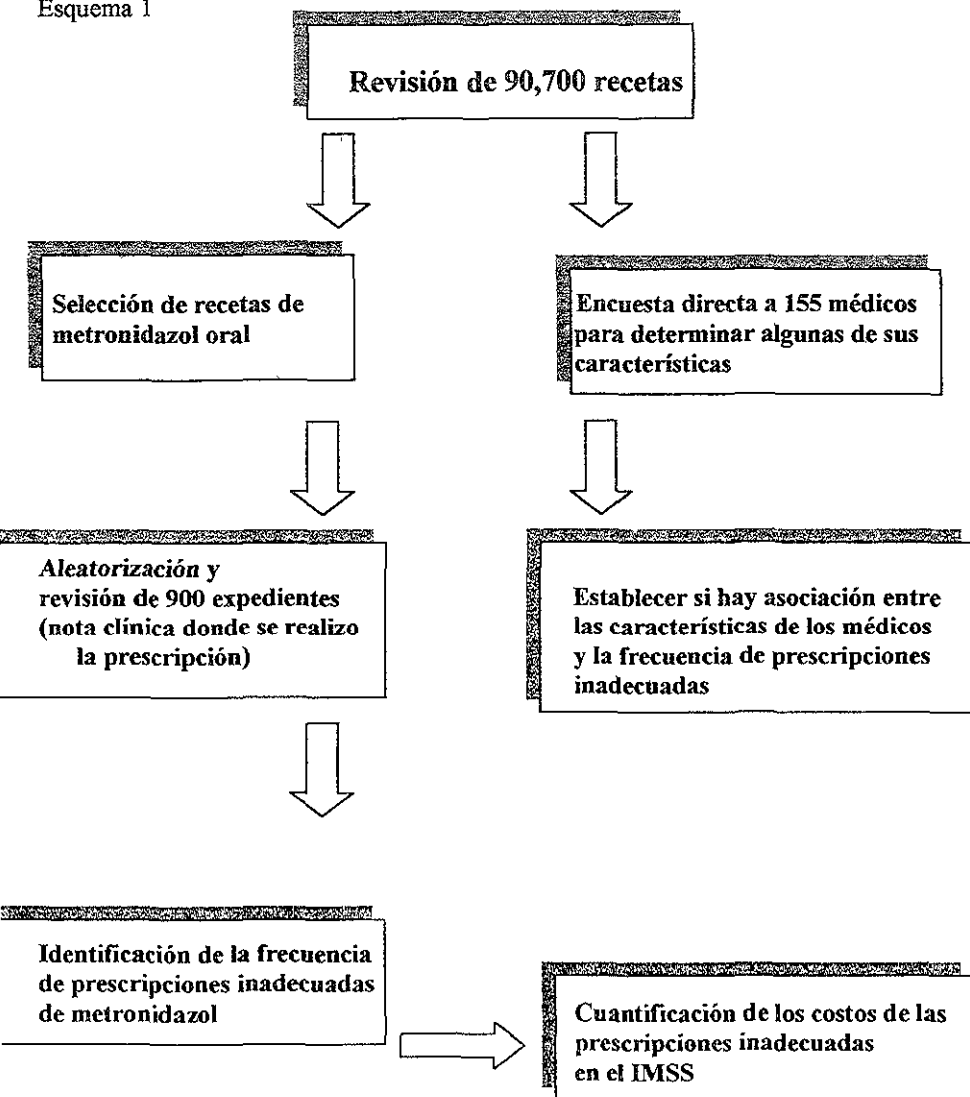 Esquema 1
Revisión de 90,700 recetas
Selección de recetas de
metronidazol oral
Encuesta directa a 155 médicos
para determinar algunas de sus
características
Aleatorización y
revisión de 900 expedientes
(nota clínica donde se realizo
la prescripción)
Establecer si hay asociación entre
las características de los médicos
y la frecuencia de prescripciones
inadecuadas
Identificación de la frecuencia
de prescripciones inadecuadas
de metronidazol
Cuantificación de los costos de las
prescripciones inadecuadas
en el IMSS